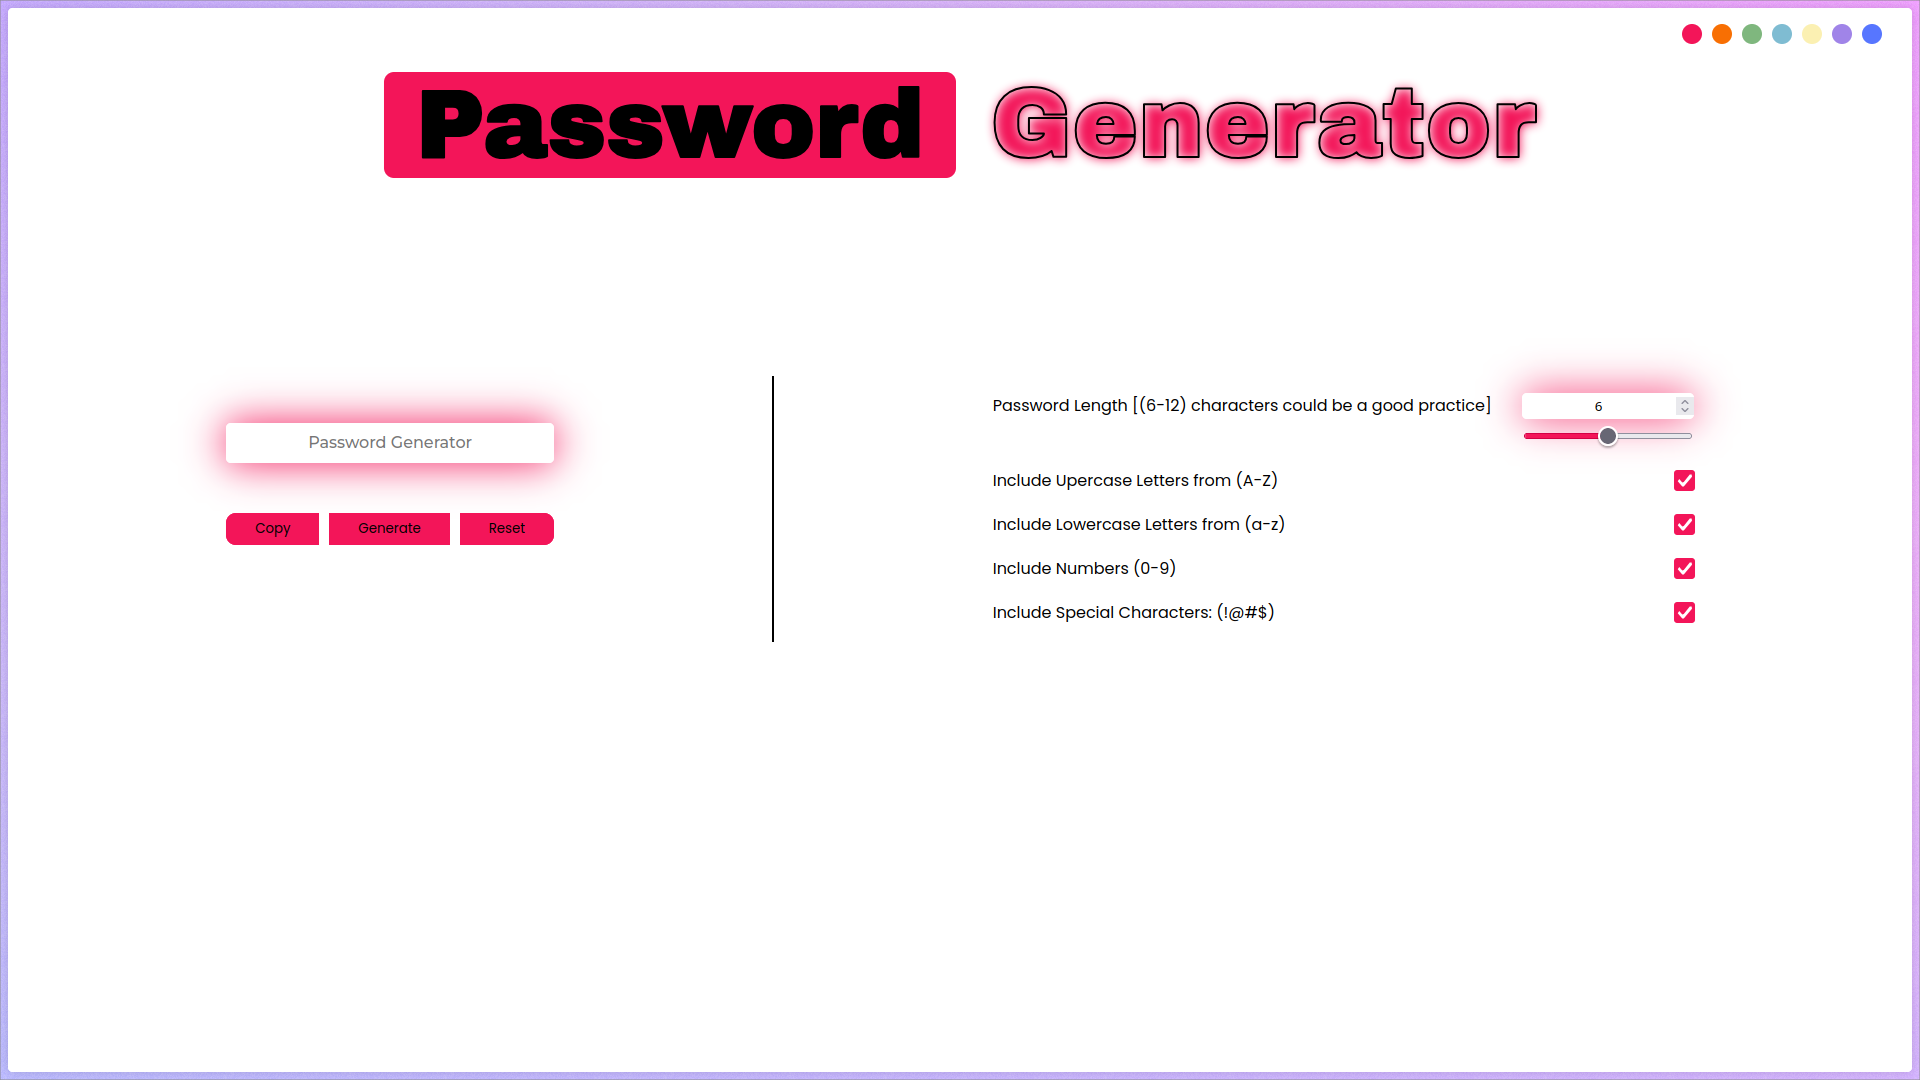 Password Generator
Password Generator
Copy Generate Reset
Password Length [(6-12) characters could be a good practice] 6
Include Upercase Letters from (A-Z)
Include Lowercase Letters from (a-z)
Include Numbers (0-9)
Include Special Characters: (!@#$)